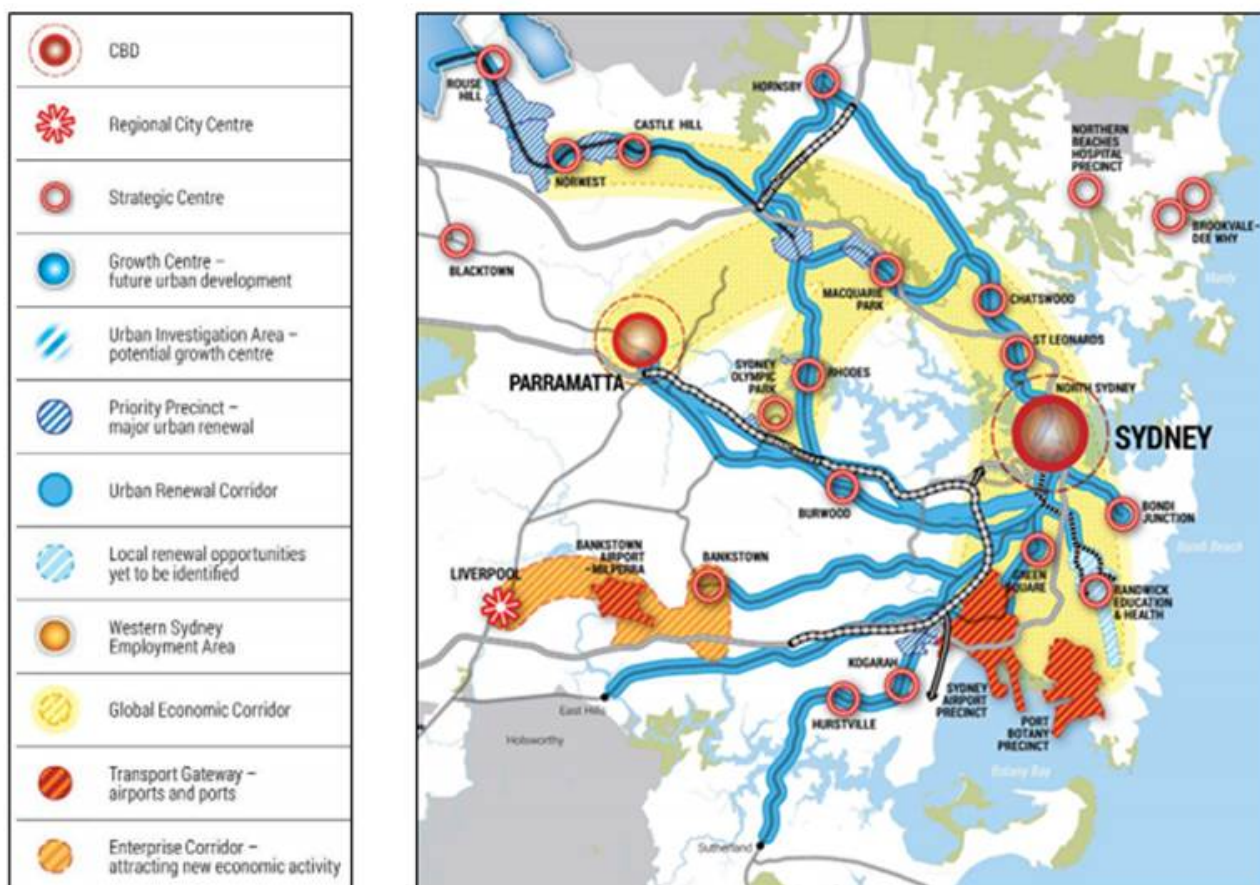 CBD
Regional City Centre
Strategic Centre
Growth Centre –
future urban development
Urban Investigation Area –
potential growth centre
Priority Precinct –
major urban renewal
Urban Renewal Corridor
Local renewal opportunities
yet to be identified
Western Sydney
Employment Area
Global Economic Corridor
Transport Gateway –
airports and ports
Enterprise Corridor –
attracting new economic activity
ROUSE
HILL
HORNSBY
CASTLE HILL
NORWEST
NORTHERN
BEACHES
HOSPITAL
PRECINCT
BROOKVALE–
DEE WHY
BLACKTOWN
MACQUARIE
PARK
CHATSWOOD
Manly
ST LEONARDS
PARRAMATTA
SYDNEY
OLYMPIC
PARK
RHODES
NORTH SYDNEY
SYDNEY
BURWOOD
BONDI
JUNCTION
Bondi Beach
BANKSTOWN
AIRPORT
–MILPERRA
BANKSTOWN
LIVERPOOL
GREEN
SQUARE
RANDWICK
EDUCATION
& HEALTH
KOGARAH
HURSTVILLE
SYDNEY
AIRPORT
PRECINCT
PORT
BOTANY
PRECINCT
East Hills
Holsworthy
Botany Bay
Sutherland